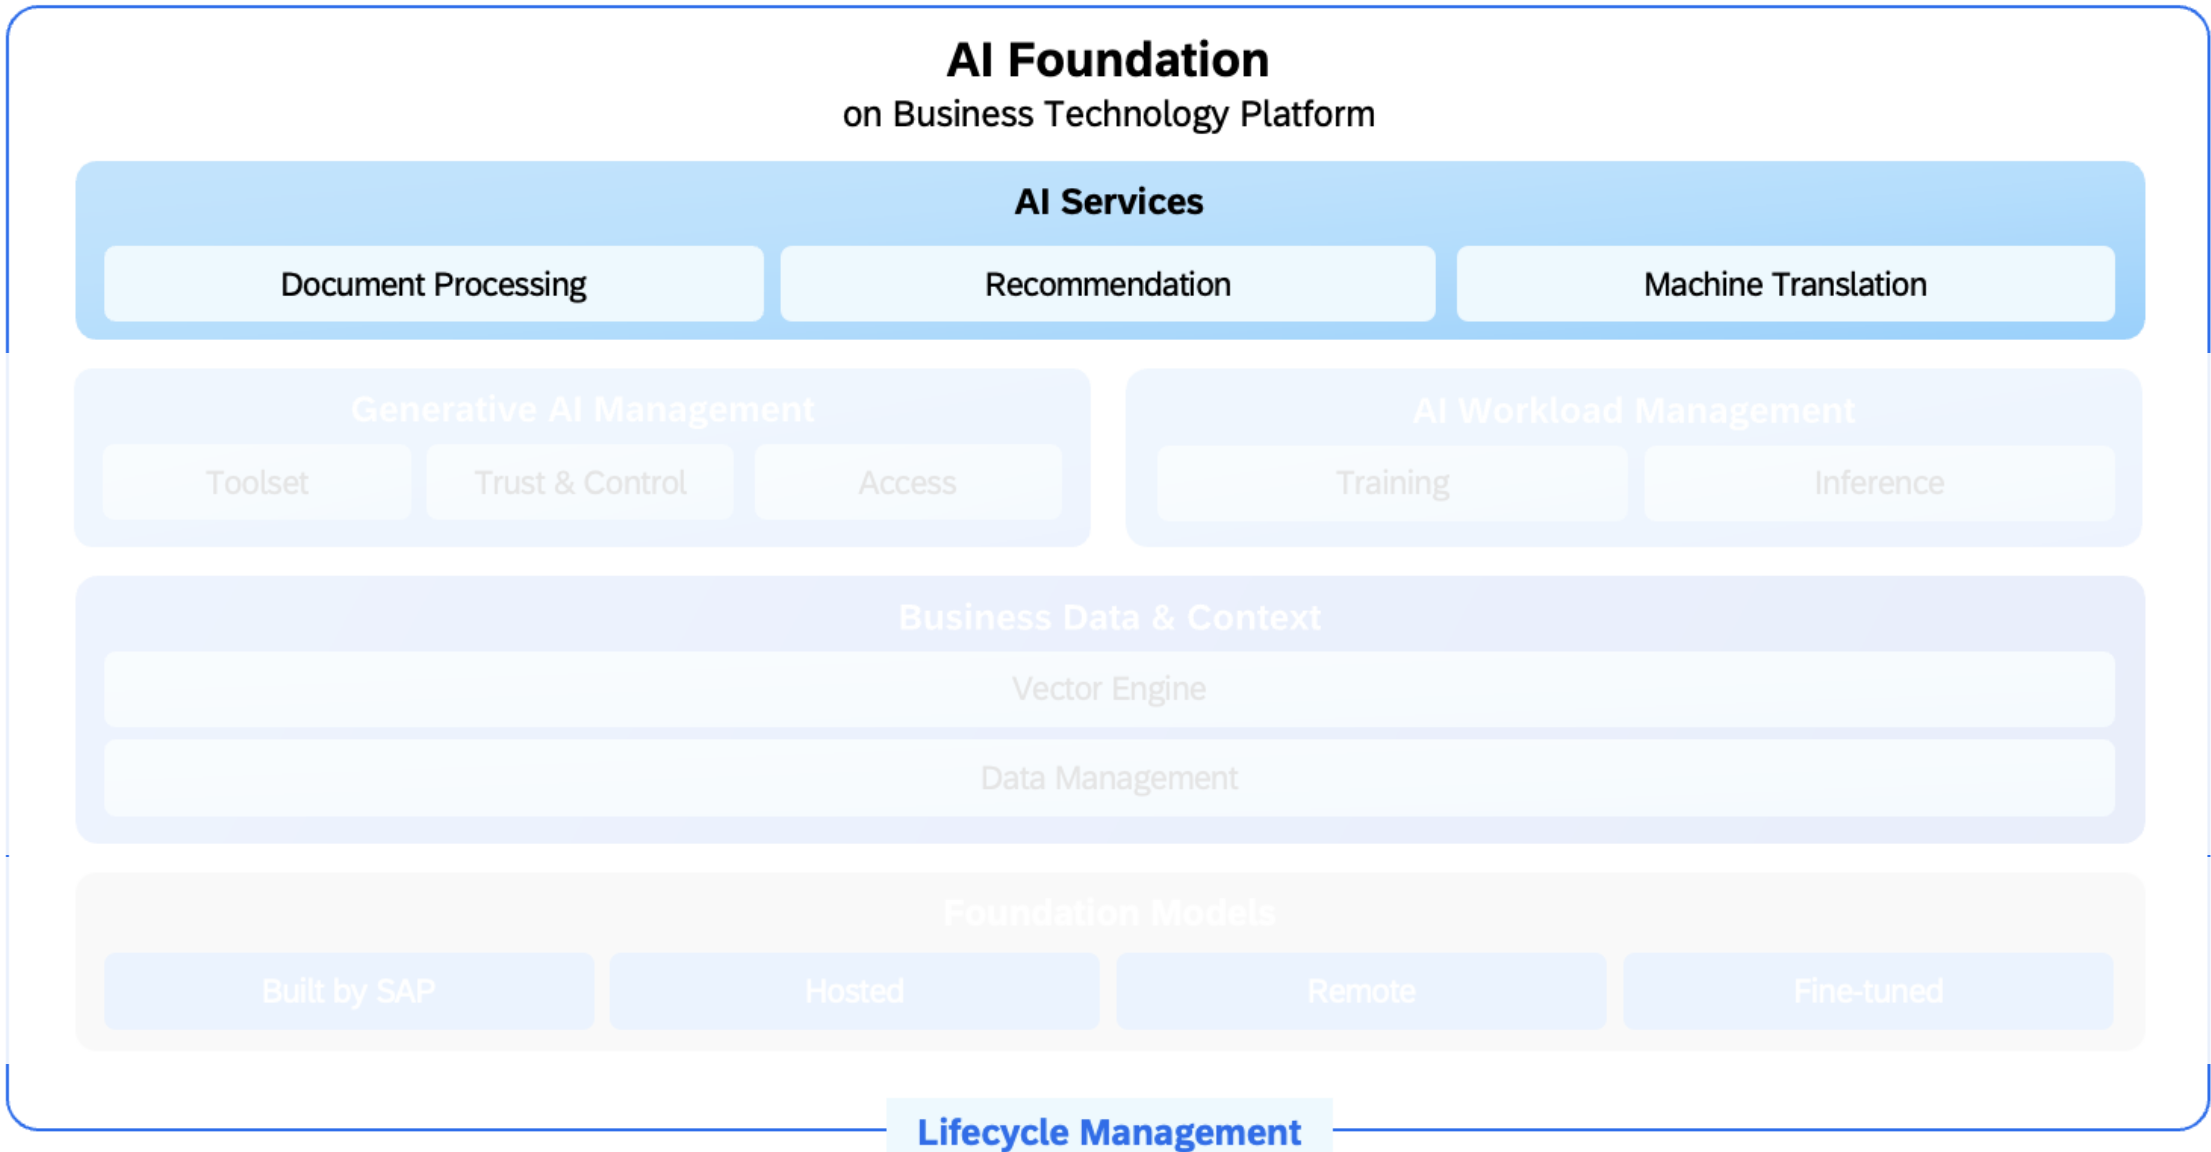 AI Foundation
on Business Technology Platform
AI Services
Document Processing
Recommendation
Machine Translation
Generative AI Management
Toolset
Trust & Control
Access
AI Workload Management
Training
Inference
Business Data & Context
Vector Engine
Data Management
Foundation Models
Built by SAP
Hosted
Remote
Fine-tuned
Lifecycle Management